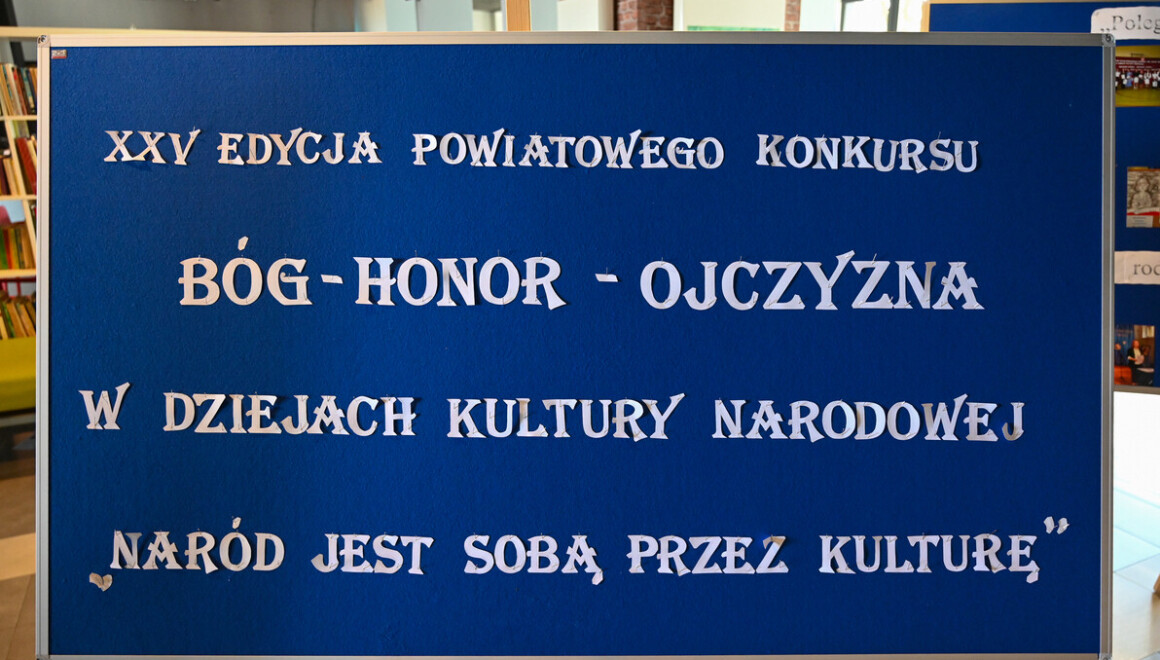 XXV EDYCJA POWIATOWEGO KONKURSU
BÓG - HONOR - OJCZYZNA
W DZIEJACH KULTURY NARODOWEJ
„NARÓD JEST SOBĄ PRZEZ KULTURĘ”